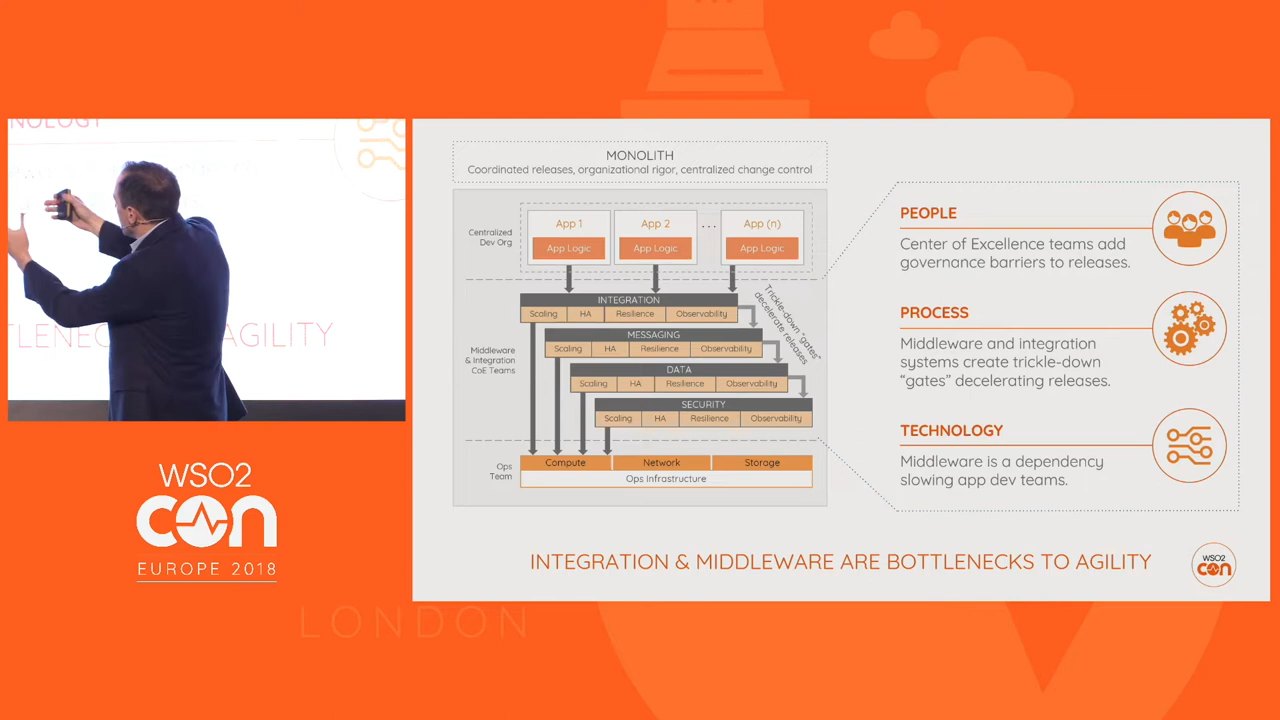 NOLOGY
TLENEC
AGILITY
WSO2
CON
EUROPE 2018
LONDON
MONOLITH
Coordinated releases, organizational rigor, centralized change control
Centralized
Dev Org
App 1
App Logic
App 2
App Logic
...
App (n)
App Logic
Trickle-down "gates"
decelerate releases
Middleware
& Integration
CoE Teams
INTEGRATION
Scaling HA Resilience Observability
MESSAGING
Scaling HA Resilience Observability
DATA
Scaling HA Resilience Observability
SECURITY
Scaling HA Resilience Observability
Ops
Team
Compute Network Storage
Ops Infrastructure
PEOPLE
Center of Excellence teams add
governance barriers to releases.
PROCESS
Middleware and integration
systems create trickle-down
“gates” decelerating releases.
TECHNOLOGY
Middleware is a dependency
slowing app dev teams.
INTEGRATION & MIDDLEWARE ARE BOTTLENECKS TO AGILITY
WSO2
CON